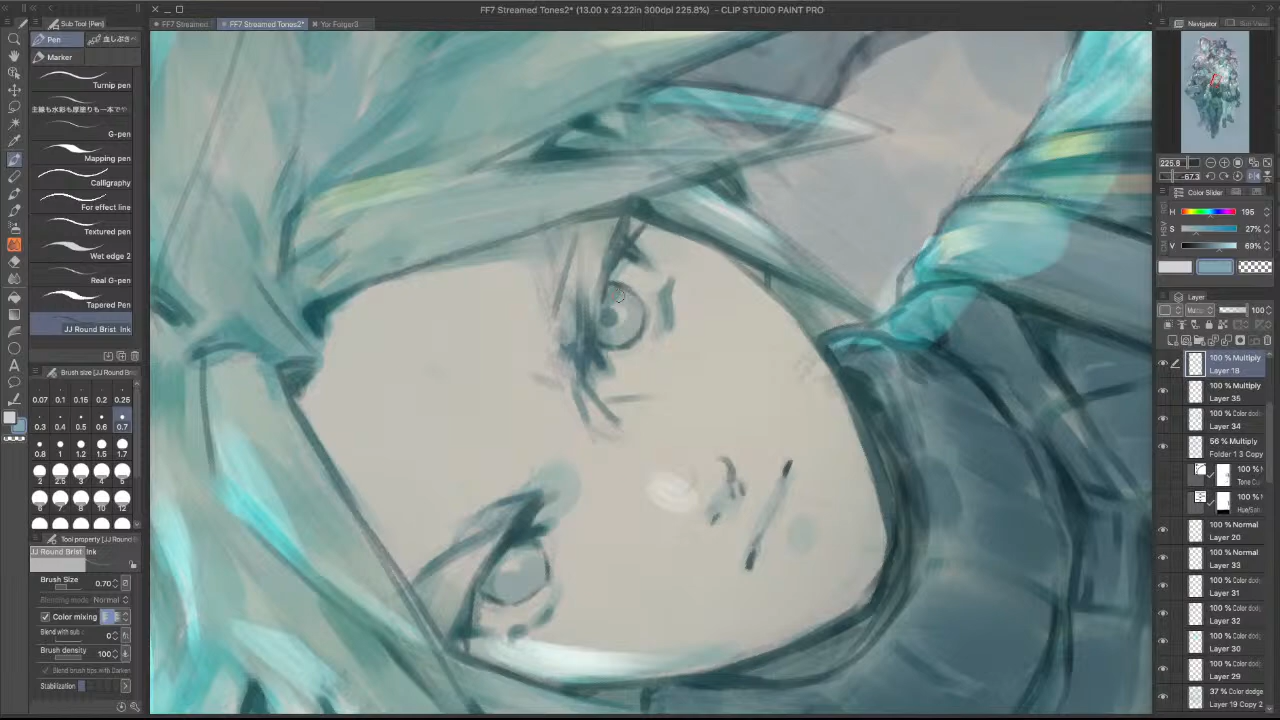 FF7 Streamed Tones2* (13.00 x 23.22in 300dpi 225.8%) - CLIP STUDIO PAINT PRO
Sub Tool (Pen)
FF7 Streamed
FF7 Streamed Tones2*
Yor Forger3
Navigator
Pen
Marker
Turnip pen
主線も水彩も厚塗りも一本でや
G-pen
Mapping pen
Calligraphy
For effect line
Textured pen
Wet edge 2
Real G-pen
Tapered Pen
JJ Round Brist Ink
Brush size (JJ Round
0.07 0.1 0.15 0.2 0.25
0.3 0.4 0.5 0.6 0.7
0.8 1 1.2 1.5 1.7
2 2.5 3 4 5
6 7 8 10 12
Tool property (JJ Round
JJ Round Brist Ink
Brush Size 0.70
Blending mode Normal
Color mixing
Blend with sub 0
Brush density 100
Blend brush tips with Darken
Stabilization
225.8
-67.3
Color Slider
H 195
S 27%
V 69%
Layer
100
100 % Multiply
Layer 18
100 % Multiply
Layer 35
100 % Color dod
Layer 34
56 % Multiply
Folder 1 3 Copy
100 %
Tone Cu
100 %
Hue/Sat
100 % Normal
Layer 20
100 % Normal
Layer 33
100 % Color dod
Layer 31
100 % Color dod
Layer 32
100 % Color dod
Layer 30
100 % Color dod
Layer 29
37 % Color dodge
Layer 19 Copy 2